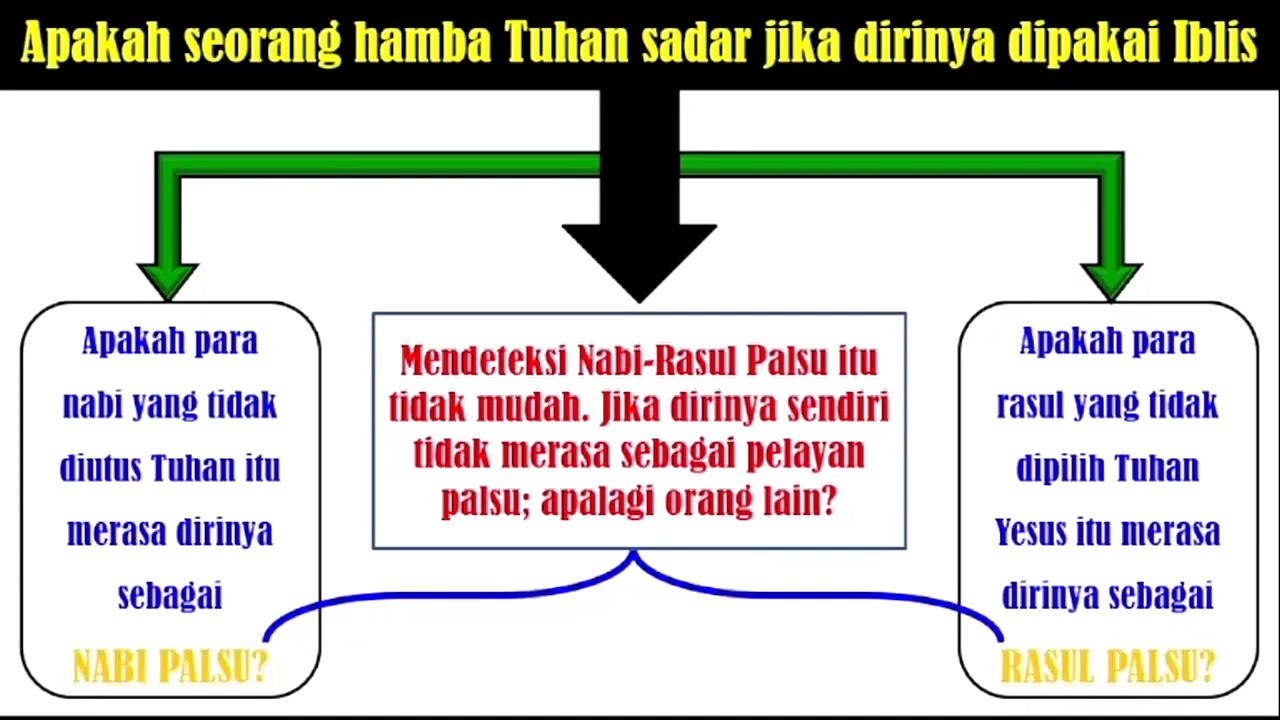 Apakah seorang hamba Tuhan sadar jika dirinya dipakai Iblis
Apakah para
nabi yang tidak
diutus Tuhan itu
merasa dirinya
sebagai
NABI PALSU?
Mendeteksi Nabi-Rasul Palsu itu
tidak mudah. Jika dirinya sendiri
tidak merasa sebagai pelayan
palsu; apalagi orang lain?
Apakah para
rasul yang tidak
dipilih Tuhan
Yesus itu merasa
dirinya sebagai
RASUL PALSU?